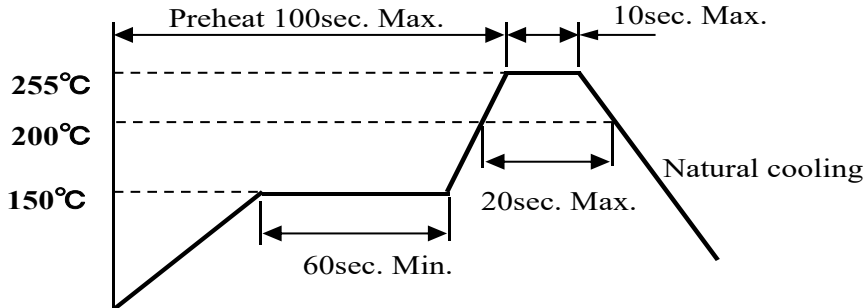 Preheat 100sec. Max.
10sec. Max.
255℃
200℃
Natural cooling
150℃
20sec. Max.
60sec. Min.